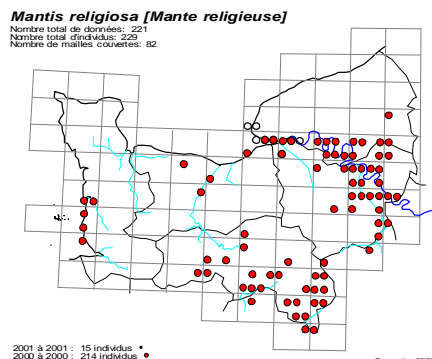 Mantis religiosa [Mante religieuse]
Nombre total de données: 221
Nombre total d'individus: 229
Nombre de mailles couvertes: 82
2001 à 2001 : 15 individus
2000 à 2000 : 214 individus